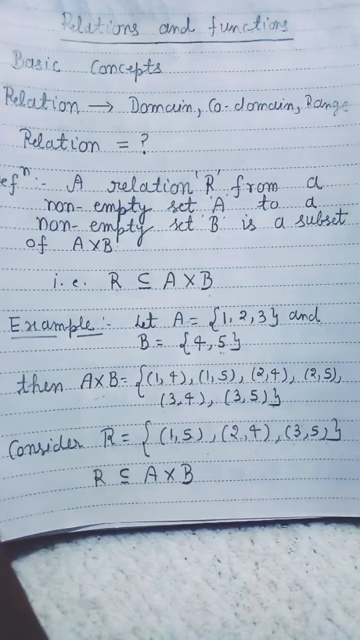 Relations and functions
Basic Concepts
Relation → Domain, Co-domain, Range
Relation = ?
efⁿ :- A relation 'R' from a
non-empty set 'A' to a
non-empty set 'B' is a subset
of A×B
i.e. R ⊆ A×B
Example:- Let A = {1,2,3} and
B = {4,5}
then A×B = {(1,4), (1,5), (2,4), (2,5),
(3,4), (3,5)}
Consider R = {(1,5), (2,4), (3,5)}
R ⊆ A×B